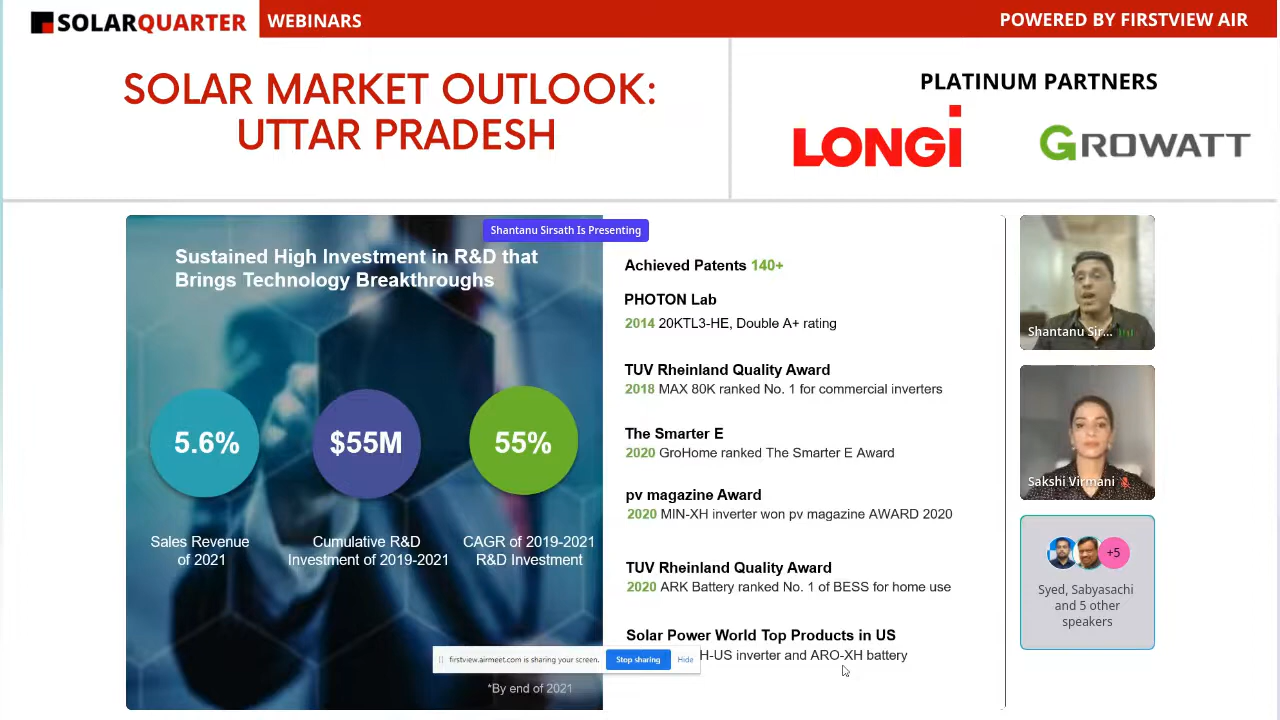 SOLARQUARTER WEBINARS
POWERED BY FIRSTVIEW AIR
SOLAR MARKET OUTLOOK:
UTTAR PRADESH
PLATINUM PARTNERS
LONGi
GROWATT
Shantanu Sirsath Is Presenting
Sustained High Investment in R&D that
Brings Technology Breakthroughs
5.6%
$55M
55%
Sales Revenue
of 2021
Cumulative R&D
Investment of 2019-2021
CAGR of 2019-2021
R&D Investment
*By end of 2021
Achieved Patents 140+
PHOTON Lab
2014 20KTL3-HE, Double A+ rating
TUV Rheinland Quality Award
2018 MAX 80K ranked No. 1 for commercial inverters
The Smarter E
2020 GroHome ranked The Smarter E Award
pv magazine Award
2020 MIN-XH inverter won pv magazine AWARD 2020
TUV Rheinland Quality Award
2020 ARK Battery ranked No. 1 of BESS for home use
Solar Power World Top Products in US
H-US inverter and ARO-XH battery
firstview.airmeet.com is sharing your screen.
Stop sharing
Hide
Shantanu Sir...
Sakshi Virmani
+5
Syed, Sabyasachi
and 5 other
speakers